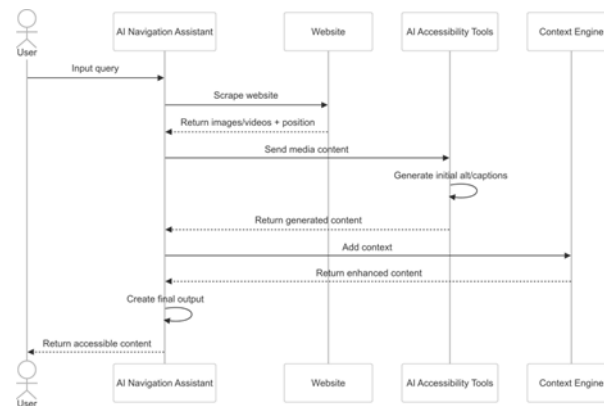 AI Navigation Assistant
Website
AI Accessibility Tools
Context Engine
User
Input query
Scrape website
Return images/videos + position
Send media content
Generate initial alt/captions
Return generated content
Add context
Return enhanced content
Create final output
Return accessible content
AI Navigation Assistant
Website
AI Accessibility Tools
Context Engine
User